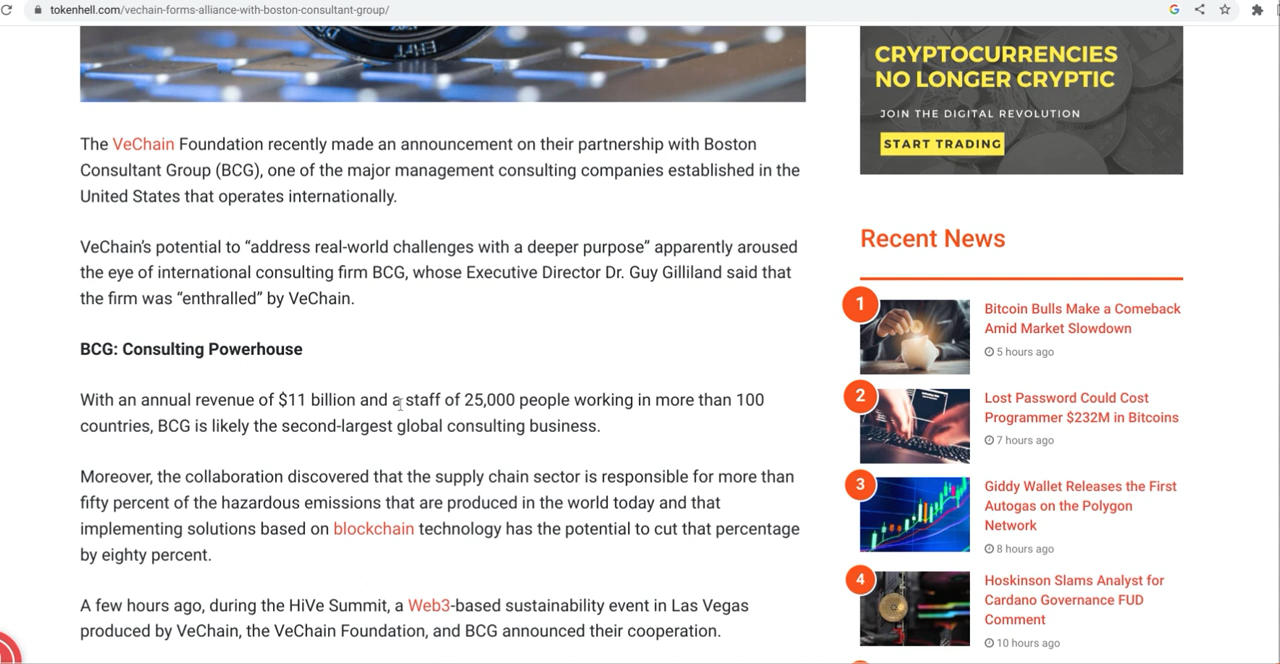 tokenhell.com/vechain-forms-alliance-with-boston-consultant-group/
The VeChain Foundation recently made an announcement on their partnership with Boston
Consultant Group (BCG), one of the major management consulting companies established in the
United States that operates internationally.
VeChain’s potential to “address real-world challenges with a deeper purpose” apparently aroused
the eye of international consulting firm BCG, whose Executive Director Dr. Guy Gilliland said that
the firm was “enthralled” by VeChain.
BCG: Consulting Powerhouse
With an annual revenue of $11 billion and a staff of 25,000 people working in more than 100
countries, BCG is likely the second-largest global consulting business.
Moreover, the collaboration discovered that the supply chain sector is responsible for more than
fifty percent of the hazardous emissions that are produced in the world today and that
implementing solutions based on blockchain technology has the potential to cut that percentage
by eighty percent.
A few hours ago, during the HiVe Summit, a Web3-based sustainability event in Las Vegas
produced by VeChain, the VeChain Foundation, and BCG announced their cooperation.
CRYPTOCURRENCIES
NO LONGER CRYPTIC
JOIN THE DIGITAL REVOLUTION
START TRADING
Recent News
1
Bitcoin Bulls Make a Comeback
Amid Market Slowdown
5 hours ago
2
Lost Password Could Cost
Programmer $232M in Bitcoins
7 hours ago
3
Giddy Wallet Releases the First
Autogas on the Polygon
Network
8 hours ago
4
Hoskinson Slams Analyst for
Cardano Governance FUD
Comment
10 hours ago